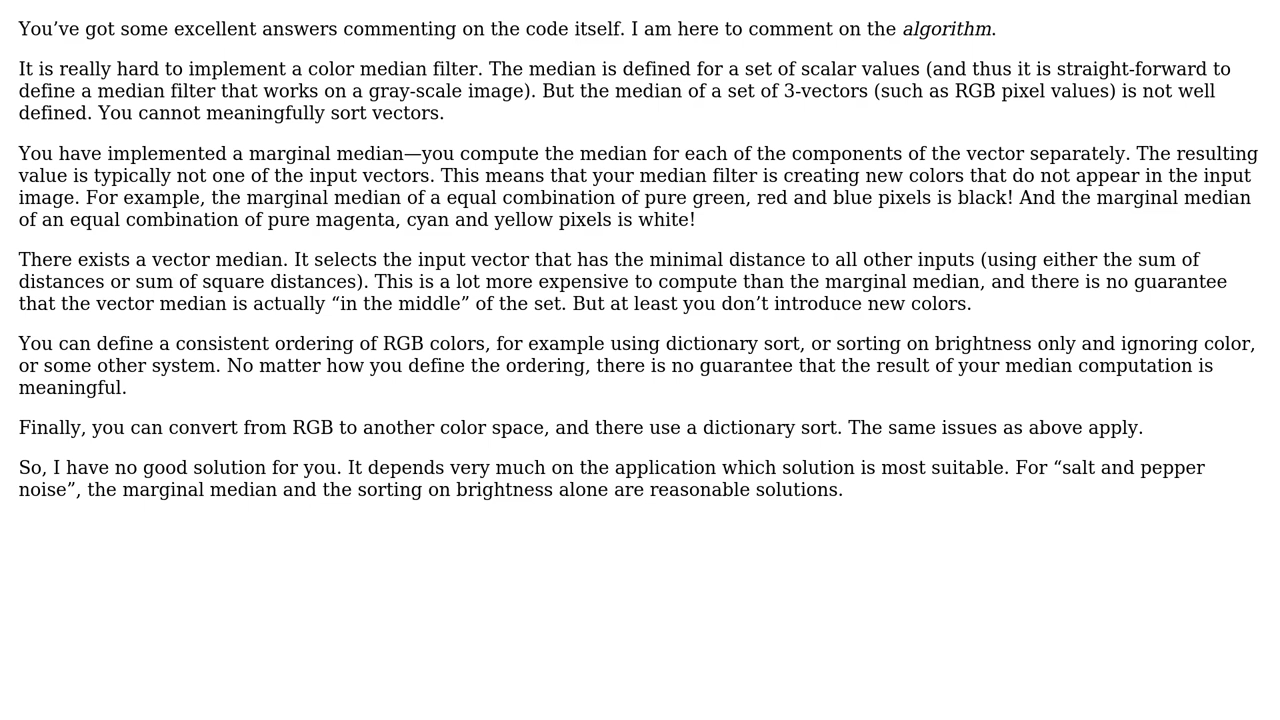 You’ve got some excellent answers commenting on the code itself. I am here to comment on the algorithm.
It is really hard to implement a color median filter. The median is defined for a set of scalar values (and thus it is straight-forward to
define a median filter that works on a gray-scale image). But the median of a set of 3-vectors (such as RGB pixel values) is not well
defined. You cannot meaningfully sort vectors.
You have implemented a marginal median—you compute the median for each of the components of the vector separately. The resulting
value is typically not one of the input vectors. This means that your median filter is creating new colors that do not appear in the input
image. For example, the marginal median of a equal combination of pure green, red and blue pixels is black! And the marginal median
of an equal combination of pure magenta, cyan and yellow pixels is white!
There exists a vector median. It selects the input vector that has the minimal distance to all other inputs (using either the sum of
distances or sum of square distances). This is a lot more expensive to compute than the marginal median, and there is no guarantee
that the vector median is actually “in the middle” of the set. But at least you don’t introduce new colors.
You can define a consistent ordering of RGB colors, for example using dictionary sort, or sorting on brightness only and ignoring color,
or some other system. No matter how you define the ordering, there is no guarantee that the result of your median computation is
meaningful.
Finally, you can convert from RGB to another color space, and there use a dictionary sort. The same issues as above apply.
So, I have no good solution for you. It depends very much on the application which solution is most suitable. For “salt and pepper
noise”, the marginal median and the sorting on brightness alone are reasonable solutions.